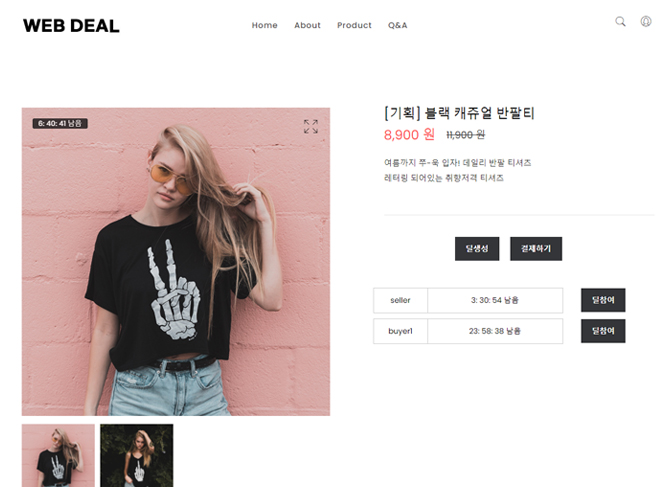 WEB DEAL
Home About Product Q&A
6: 40: 41 남음
[기획] 블랙 캐쥬얼 반팔티
8,900 원 11,900 원
여름까지 쭈~욱 입자! 데일리 반팔 티셔츠
레터링 되어있는 취향저격 티셔츠
딜생성 결제하기
seller 3: 30: 54 남음 딜참여
buyer1 23: 58: 38 남음 딜참여